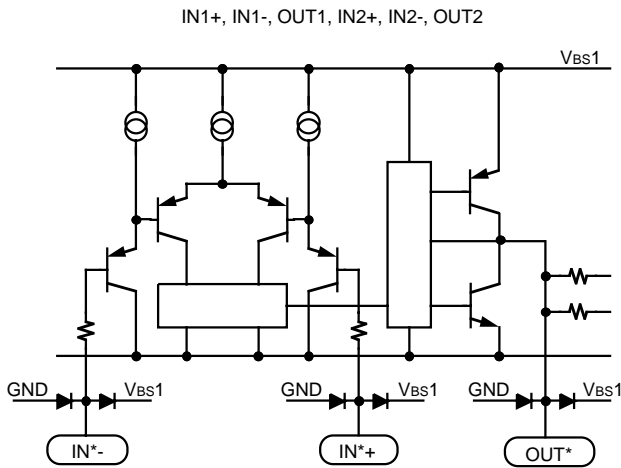 IN1+, IN1-, OUT1, IN2+, IN2-, OUT2
VBS1
GND VBS1 GND VBS1 GND VBS1
IN*- IN*+ OUT*